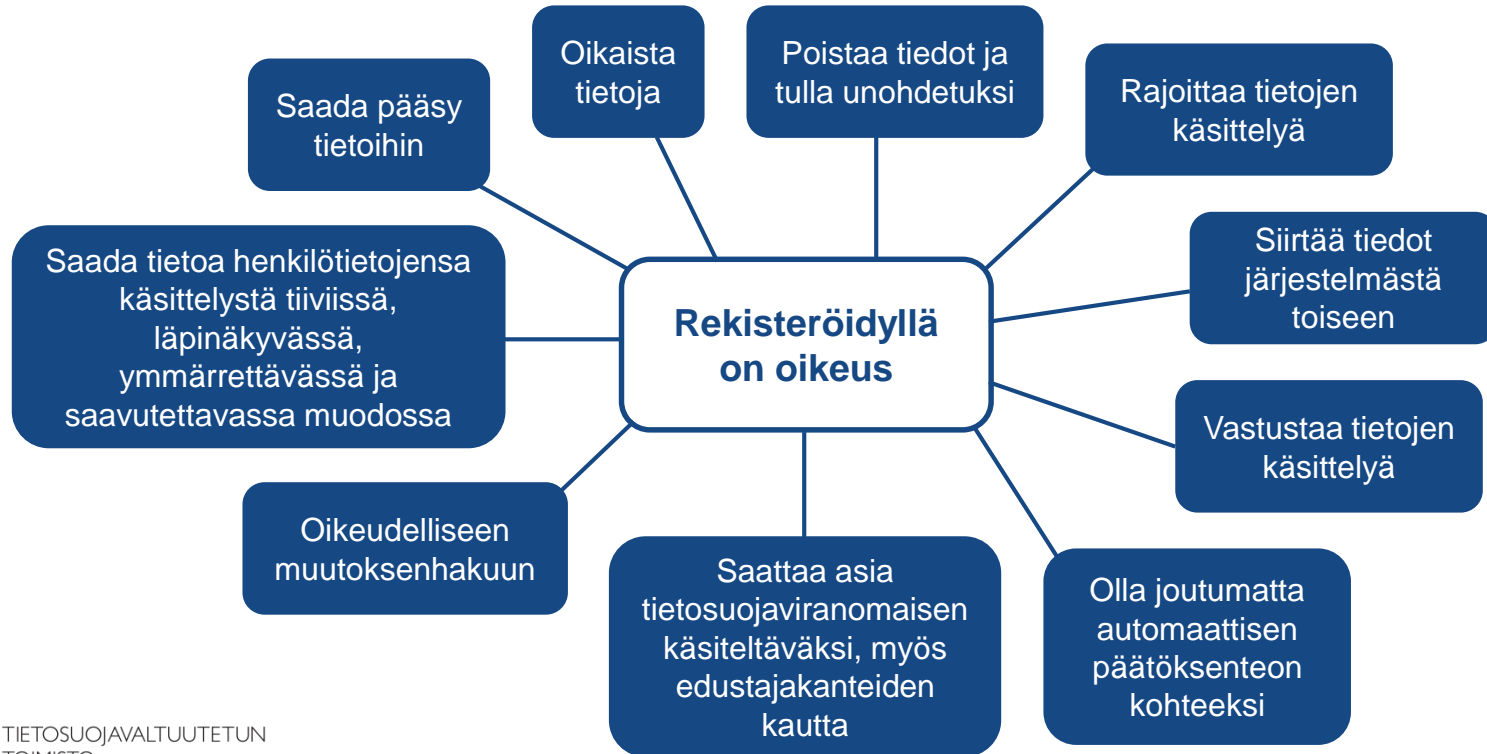 Oikaista
tietoja
Poistaa tiedot ja
tulla unohdetuksi
Rajoittaa tietojen
käsittelyä
Saada pääsy
tietoihin
Siirtää tiedot
järjestelmästä
toiseen
Saada tietoa henkilötietojensa
käsittelystä tiiviissä,
läpinäkyvässä,
ymmärrettävässä ja
saavutettavassa muodossa
Rekisteröidyllä
on oikeus
Vastustaa tietojen
käsittelyä
Oikeudelliseen
muutoksenhakuun
Saattaa asia
tietosuojaviranomaisen
käsiteltäväksi, myös
edustajakanteiden
kautta
Olla joutumatta
automaattisen
päätöksenteon
kohteeksi
TIETOSUOJAVALTUUTETUN
TOIMISTO